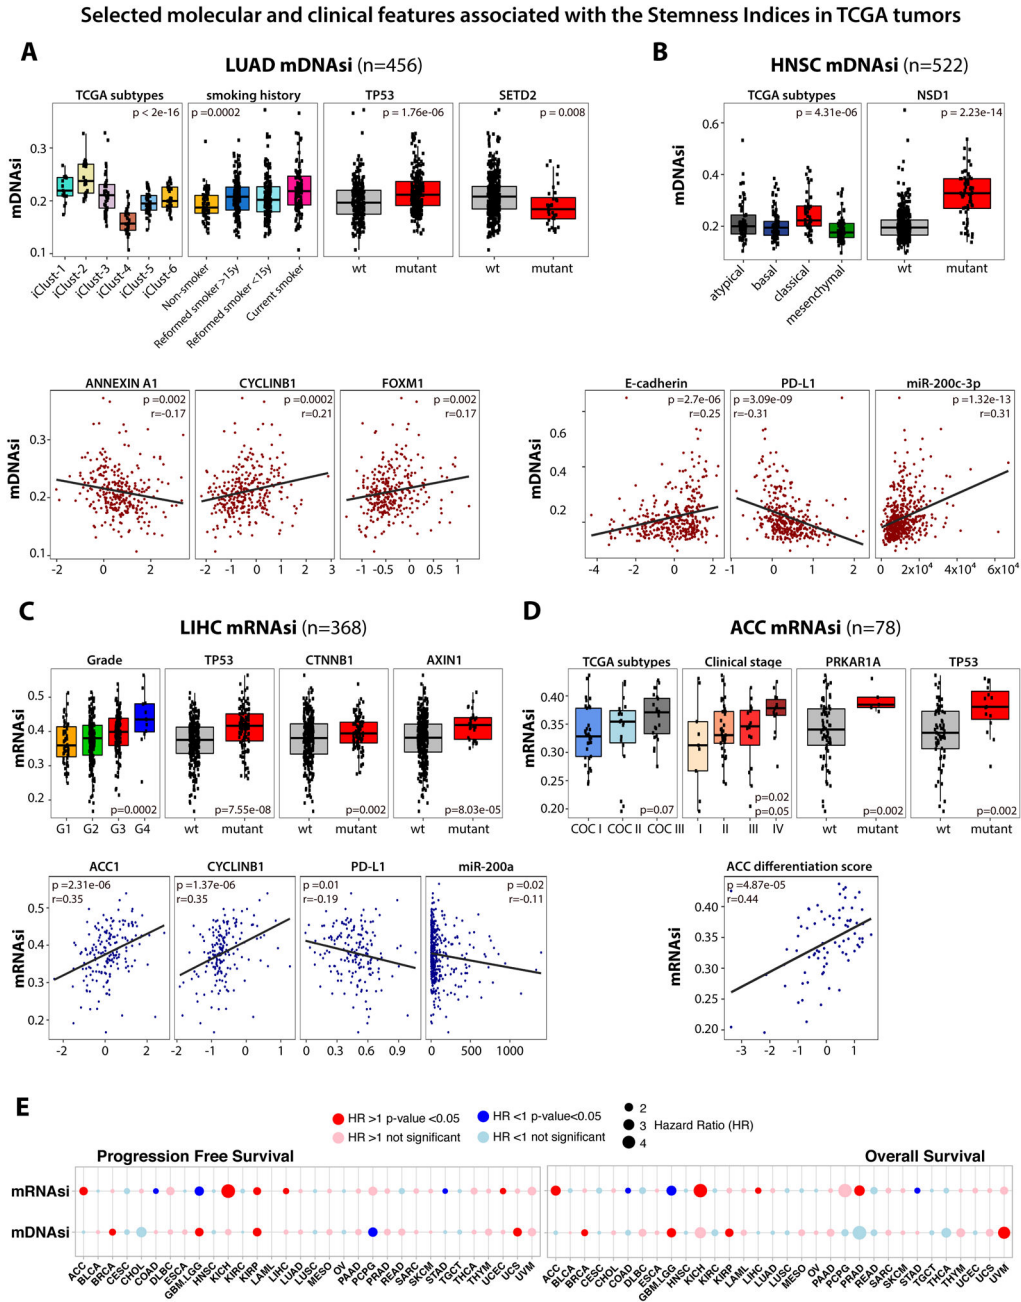 Selected molecular and clinical features associated with the Stemness Indices in TCGA tumors
A
LUAD mDNAsi (n=456)
TCGA subtypes
smoking history
TP53
SETD2
p < 2e-16
p =0.0002
p =1.76e-06
p = 0.008
mDNAsi
0.3
0.2
0.1
iClust-1
iClust-2
iClust-3
iClust-4
iClust-5
iClust-6
Non-smoker
Reformed smoker >15y
Reformed smoker <15y
Current smoker
wt
mutant
wt
mutant
B
HNSC mDNAsi (n=522)
TCGA subtypes
NSD1
p = 4.31e-06
p = 2.23e-14
mDNAsi
0.6
0.4
0.2
atypical
basal
classical
mesenchymal
wt
mutant
ANNEXIN A1
CYCLINB1
FOXM1
p =0.002
r=-0.17
p =0.0002
r=0.21
p =0.002
r=0.17
mDNAsi
0.3
0.2
0.1
-2 0 2
-2 -1 0 1 2 3
-1 -0.5 0 0.5 1
E-cadherin
PD-L1
miR-200c-3p
p =2.7e-06
r=0.25
p =3.09e-09
r=-0.31
p =1.32e-13
r=0.31
mDNAsi
0.6
0.4
0.2
-4 -2 0 2
-1 0 1 2
0 2x10⁴ 4x10⁴ 6x10⁴
C
LIHC mRNAsi (n=368)
Grade
TP53
CTNNB1
AXIN1
mRNAsi
0.5
0.4
0.3
0.2
p=0.0002
p=7.55e-08
p=0.002
p=8.03e-05
G1 G2 G3 G4
wt mutant
wt mutant
wt mutant
D
ACC mRNAsi (n=78)
TCGA subtypes
Clinical stage
PRKAR1A
TP53
mRNAsi
0.40
0.35
0.30
0.25
0.20
p=0.07
p=0.02
p=0.05
p=0.002
p=0.002
COC I COC II COC III
I II III IV
wt mutant
wt mutant
ACC1
CYCLINB1
PD-L1
miR-200a
p =2.31e-06
r=0.35
p =1.37e-06
r=0.35
p =0.01
r=-0.19
p =0.02
r=-0.11
mRNAsi
0.5
0.4
0.3
0.2
-2 0 2
-2 -1 0 1
0 0.3 0.6 0.9
0 500 1000
ACC differentiation score
p =4.87e-05
r=0.44
mRNAsi
0.40
0.35
0.30
0.25
0.20
-3 -2 -1 0 1
E
HR >1 p-value <0.05
HR <1 p-value<0.05
HR >1 not significant
HR <1 not significant
2
3 Hazard Ratio (HR)
4
Progression Free Survival
Overall Survival
mRNAsi
mDNAsi
ACC BLCA BRCA CESC CHOL COAD DLBC ESCA GBM.LGG HNSC KICH KIRC KIRP LAML LIHC LUAD LUSC MESO OV PAAD PCPG PRAD READ SARC SKCM STAD TGCT THCA THYM UCEC UCS UVM
ACC BLCA BRCA CESC CHOL COAD DLBC ESCA GBM.LGG HNSC KICH KIRC KIRP LAML LIHC LUAD LUSC MESO OV PAAD PCPG PRAD READ SARC SKCM STAD TGCT THCA THYM UCEC UCS UVM